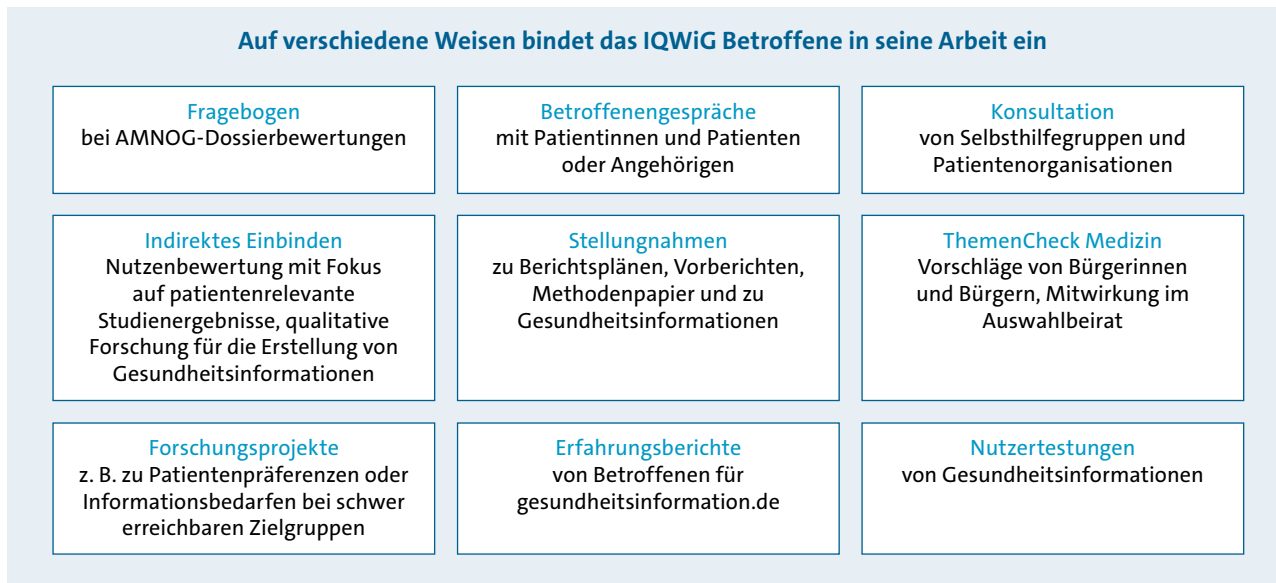 Auf verschiedene Weisen bindet das IQWiG Betroffene in seine Arbeit ein
Fragebogen
bei AMNOG-Dossierbewertungen
Betroffenengespräche
mit Patientinnen und Patienten
oder Angehörigen
Konsultation
von Selbsthilfegruppen und
Patientenorganisationen
Indirektes Einbinden
Nutzenbewertung mit Fokus
auf patientenrelevante
Studienergebnisse, qualitative
Forschung für die Erstellung von
Gesundheitsinformationen
Stellungnahmen
zu Berichtsplänen, Vorberichten,
Methodenpapier und zu
Gesundheitsinformationen
ThemenCheck Medizin
Vorschläge von Bürgerinnen
und Bürgern, Mitwirkung im
Auswahlbeirat
Forschungsprojekte
z. B. zu Patientenpräferenzen oder
Informationsbedarfen bei schwer
erreichbaren Zielgruppen
Erfahrungsberichte
von Betroffenen für
gesundheitsinformation.de
Nutzertestungen
von Gesundheitsinformationen